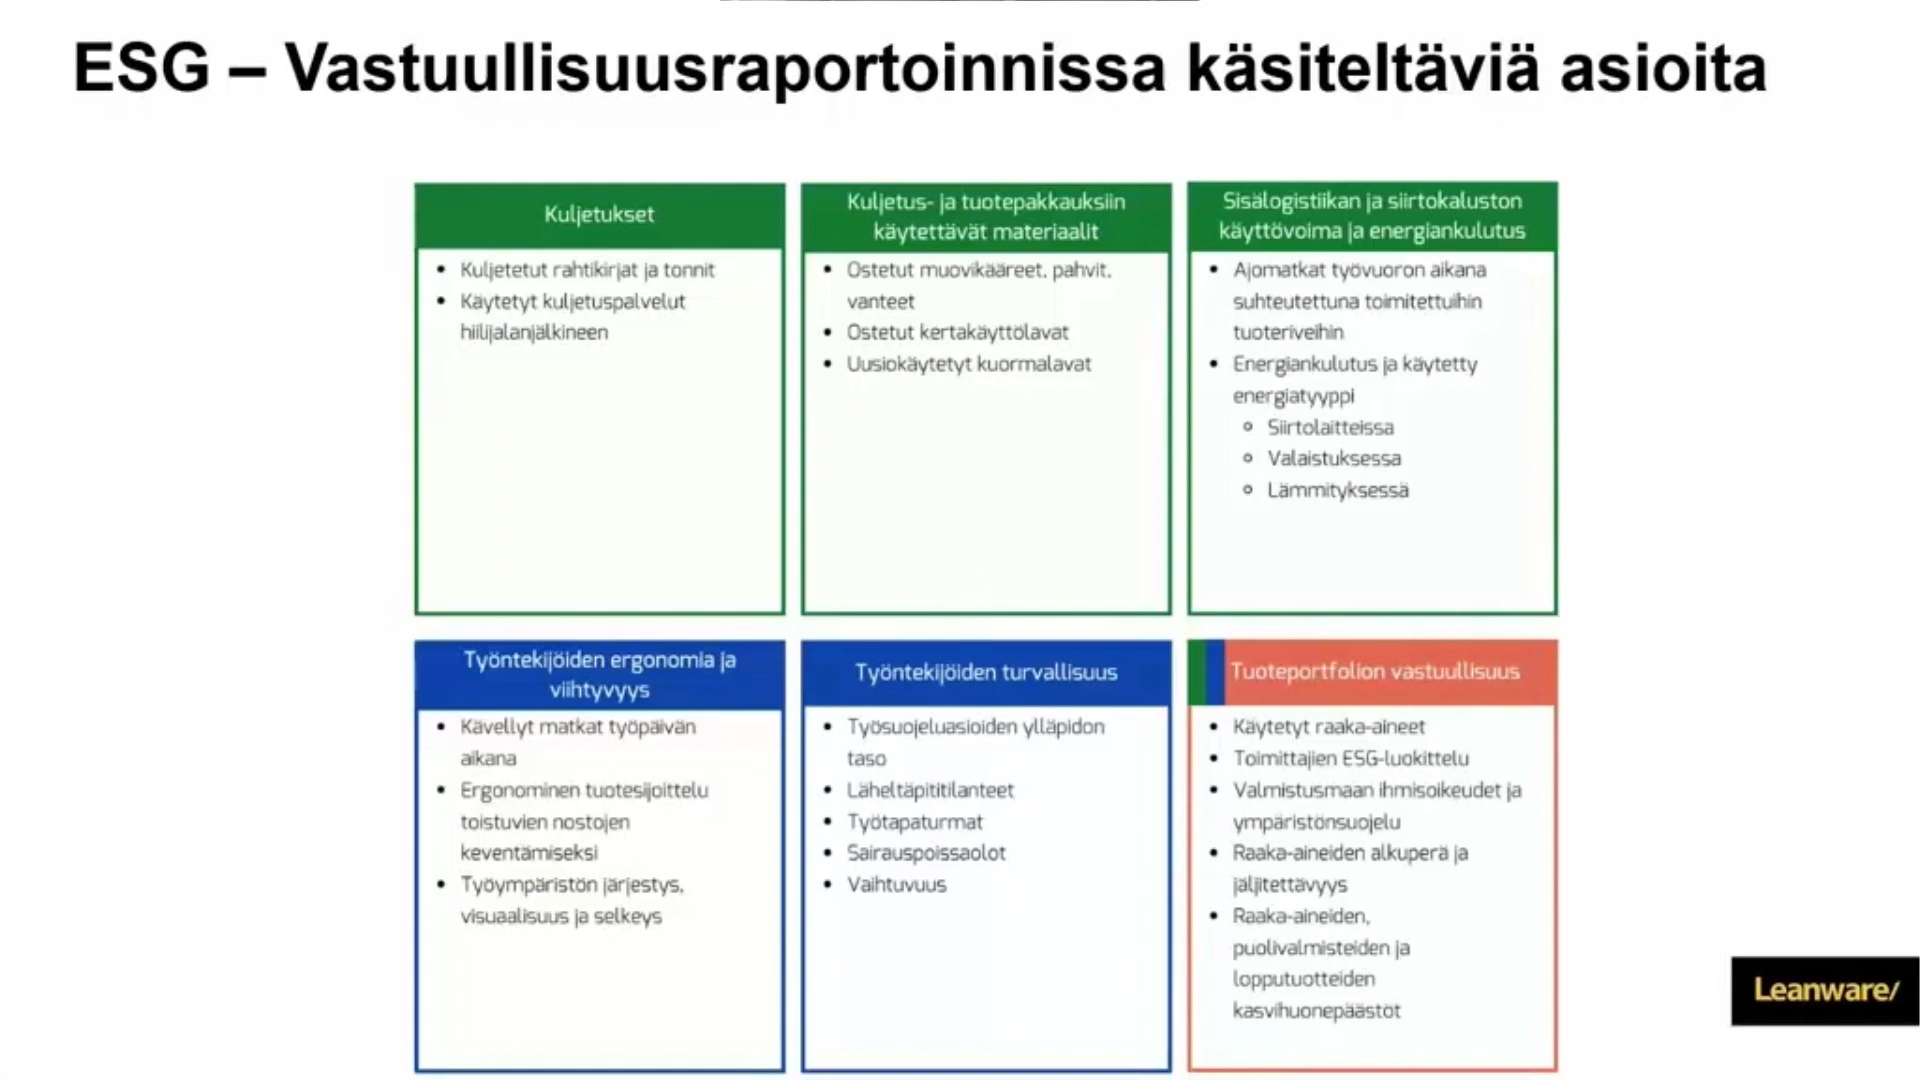 ESG – Vastuullisuusraportoinnissa käsiteltäviä asioita
Kuljetukset
• Kuljetetut rahtikirjat ja tonnit
• Käytetyt kuljetuspalvelut
hiilijalanjälkineen
Kuljetus- ja tuotepakkauksiin
käytettävät materiaalit
• Ostetut muovikääreet, pahvit,
vanteet
• Ostetut kertakäyttölavat
• Uusiokäytetyt kuormalavat
Sisälogistiikan ja siirtokaluston
käyttövoima ja energiankulutus
• Ajomatkat työvuoron aikana
suhteutettuna toimitettuihin
tuoteriveihin
• Energiankulutus ja käytetty
energiatyyppi
◦ Siirtolaitteissa
◦ Valaistuksessa
◦ Lämmityksessä
Työntekijöiden ergonomia ja
viihtyvyys
• Kävellyt matkat työpäivän
aikana
• Ergonominen tuotesijoittelu
toistuvien nostojen
keventämiseksi
• Työympäristön järjestys,
visuaalisuus ja selkeys
Työntekijöiden turvallisuus
• Työsuojeluasioiden ylläpidon
taso
• Läheltäpititilanteet
• Työtapaturmat
• Sairauspoissaolot
• Vaihtuvuus
Tuoteportfolion vastuullisuus
• Käytetyt raaka-aineet
• Toimittajien ESG-luokittelu
• Valmistusmaan ihmisoikeudet ja
ympäristönsuojelu
• Raaka-aineiden alkuperä ja
jäljitettävyys
• Raaka-aineiden,
puolivalmisteiden ja
lopputuotteiden
kasvihuonepäästöt
Leanware/